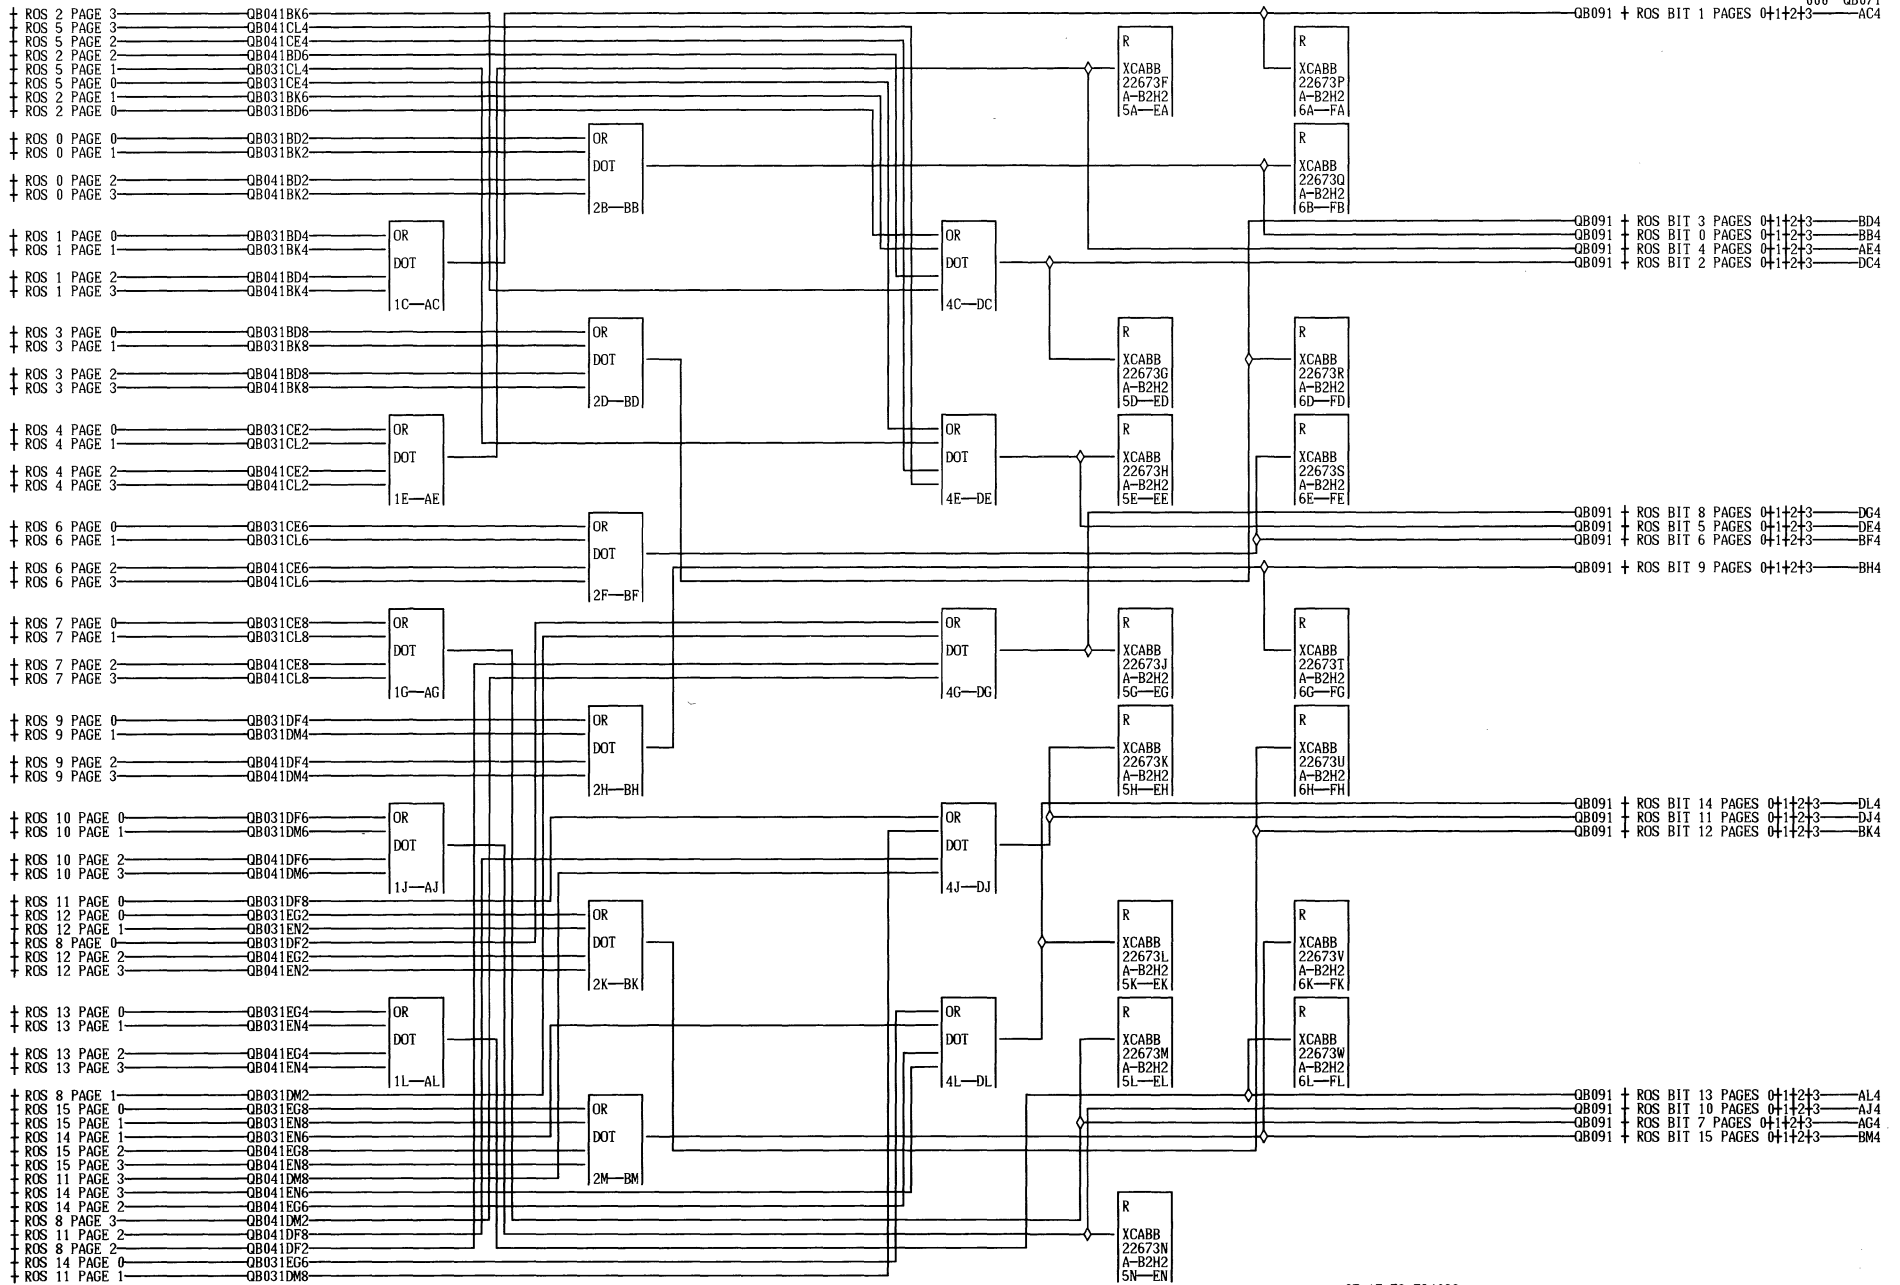 + ROS 2 PAGE 3 QB041BK6
+ ROS 5 PAGE 3 QB041CL4
+ ROS 5 PAGE 2 QB041CE4
+ ROS 2 PAGE 2 QB041BD6
+ ROS 5 PAGE 1 QB031CL4
+ ROS 5 PAGE 0 QB031CE4
+ ROS 2 PAGE 1 QB031BK6
+ ROS 2 PAGE 0 QB031BD6
+ ROS 0 PAGE 0 QB031BD2
+ ROS 0 PAGE 1 QB031BK2
+ ROS 0 PAGE 2 QB041BD2
+ ROS 0 PAGE 3 QB041BK2
+ ROS 1 PAGE 0 QB031BD4
+ ROS 1 PAGE 1 QB031BK4
+ ROS 1 PAGE 2 QB041BD4
+ ROS 1 PAGE 3 QB041BK4
+ ROS 3 PAGE 0 QB031BD8
+ ROS 3 PAGE 1 QB031BK8
+ ROS 3 PAGE 2 QB041BD8
+ ROS 3 PAGE 3 QB041BK8
+ ROS 4 PAGE 0 QB031CE2
+ ROS 4 PAGE 1 QB031CL2
+ ROS 4 PAGE 2 QB041CE2
+ ROS 4 PAGE 3 QB041CL2
+ ROS 6 PAGE 0 QB031CE6
+ ROS 6 PAGE 1 QB031CL6
+ ROS 6 PAGE 2 QB041CE6
+ ROS 6 PAGE 3 QB041CL6
+ ROS 7 PAGE 0 QB031CE8
+ ROS 7 PAGE 1 QB031CL8
+ ROS 7 PAGE 2 QB041CE8
+ ROS 7 PAGE 3 QB041CL8
+ ROS 9 PAGE 0 QB031DF4
+ ROS 9 PAGE 1 QB031DM4
+ ROS 9 PAGE 2 QB041DF4
+ ROS 9 PAGE 3 QB041DM4
+ ROS 10 PAGE 0 QB031DF6
+ ROS 10 PAGE 1 QB031DM6
+ ROS 10 PAGE 2 QB041DF6
+ ROS 10 PAGE 3 QB041DM6
+ ROS 11 PAGE 0 QB031DF8
+ ROS 12 PAGE 0 QB031EG2
+ ROS 12 PAGE 1 QB031EN2
+ ROS 8 PAGE 0 QB031DF2
+ ROS 12 PAGE 2 QB041EG2
+ ROS 12 PAGE 3 QB041EN2
+ ROS 13 PAGE 0 QB031EG4
+ ROS 13 PAGE 1 QB031EN4
+ ROS 13 PAGE 2 QB041EG4
+ ROS 13 PAGE 3 QB041EN4
+ ROS 8 PAGE 1 QB031DM2
+ ROS 15 PAGE 0 QB031EG8
+ ROS 15 PAGE 1 QB031EN8
+ ROS 14 PAGE 1 QB031EN6
+ ROS 15 PAGE 2 QB041EG8
+ ROS 15 PAGE 3 QB041EN8
+ ROS 11 PAGE 3 QB041DM8
+ ROS 14 PAGE 3 QB041EN6
+ ROS 14 PAGE 2 QB041EG6
+ ROS 8 PAGE 3 QB041DM2
+ ROS 11 PAGE 2 QB041DF8
+ ROS 8 PAGE 2 QB041DF2
+ ROS 14 PAGE 0 QB031EG6
+ ROS 11 PAGE 1 QB031DM8
OR
DOT
1C—AC
OR
DOT
1E—AE
OR
DOT
1G—AG
OR
DOT
1J—AJ
OR
DOT
1L—AL
OR
DOT
2B—BB
OR
DOT
2D—BD
OR
DOT
2F—BF
OR
DOT
2H—BH
OR
DOT
2K—BK
OR
DOT
2M—BM
OR
DOT
4C—DC
OR
DOT
4E—DE
OR
DOT
4G—DG
OR
DOT
4J—DJ
OR
DOT
4L—DL
R
XCABB
22673F
A-B2H2
5A—EA
R
XCABB
22673G
A-B2H2
5D—ED
R
XCABB
22673H
A-B2H2
5E—EE
R
XCABB
22673J
A-B2H2
5G—EG
R
XCABB
22673K
A-B2H2
5H—EH
R
XCABB
22673L
A-B2H2
5K—EK
R
XCABB
22673M
A-B2H2
5L—EL
R
XCABB
22673N
A-B2H2
5N—EN
R
XCABB
22673P
A-B2H2
6A—FA
R
XCABB
22673Q
A-B2H2
6B—FB
R
XCABB
22673R
A-B2H2
6D—FD
R
XCABB
22673S
A-B2H2
6E—FE
R
XCABB
22673T
A-B2H2
6G—FG
R
XCABB
22673U
A-B2H2
6H—FH
R
XCABB
22673V
A-B2H2
6K—FK
R
XCABB
22673W
A-B2H2
6L—FL
QB091 + ROS BIT 1 PAGES 0+1+2+3 AC4
QB091 + ROS BIT 3 PAGES 0+1+2+3 BD4
QB091 + ROS BIT 0 PAGES 0+1+2+3 BB4
QB091 + ROS BIT 4 PAGES 0+1+2+3 AE4
QB091 + ROS BIT 2 PAGES 0+1+2+3 DC4
QB091 + ROS BIT 8 PAGES 0+1+2+3 DG4
QB091 + ROS BIT 5 PAGES 0+1+2+3 DE4
QB091 + ROS BIT 6 PAGES 0+1+2+3 BF4
QB091 + ROS BIT 9 PAGES 0+1+2+3 BH4
QB091 + ROS BIT 14 PAGES 0+1+2+3 DL4
QB091 + ROS BIT 11 PAGES 0+1+2+3 DJ4
QB091 + ROS BIT 12 PAGES 0+1+2+3 BK4
QB091 + ROS BIT 13 PAGES 0+1+2+3 AL4
QB091 + ROS BIT 10 PAGES 0+1+2+3 AJ4
QB091 + ROS BIT 7 PAGES 0+1+2+3 AG4
QB091 + ROS BIT 15 PAGES 0+1+2+3 BM4